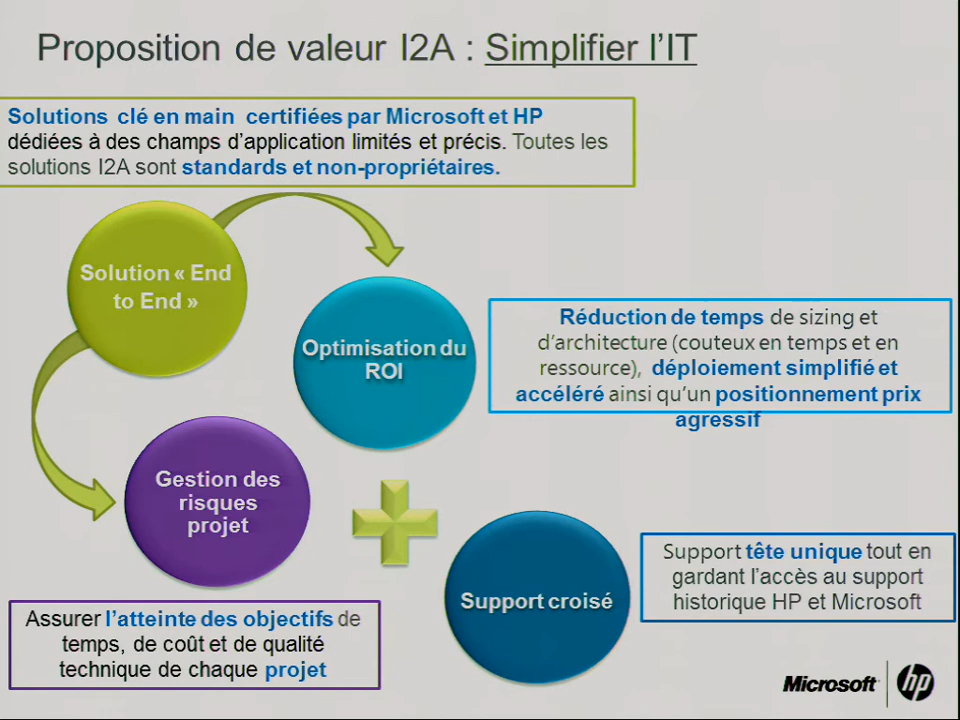 Proposition de valeur I2A : Simplifier l'IT
Solutions clé en main certifiées par Microsoft et HP
dédiées à des champs d'application limités et précis. Toutes les
solutions I2A sont standards et non-propriétaires.
Solution « End
to End »
Optimisation du
ROI
Réduction de temps de sizing et
d'architecture (couteux en temps et en
ressource), déploiement simplifié et
accéléré ainsi qu'un positionnement prix
agressif
Gestion des
risques
projet
Support croisé
Support tête unique tout en
gardant l'accès au support
historique HP et Microsoft
Assurer l'atteinte des objectifs de
temps, de coût et de qualité
technique de chaque projet
Microsoft
hp